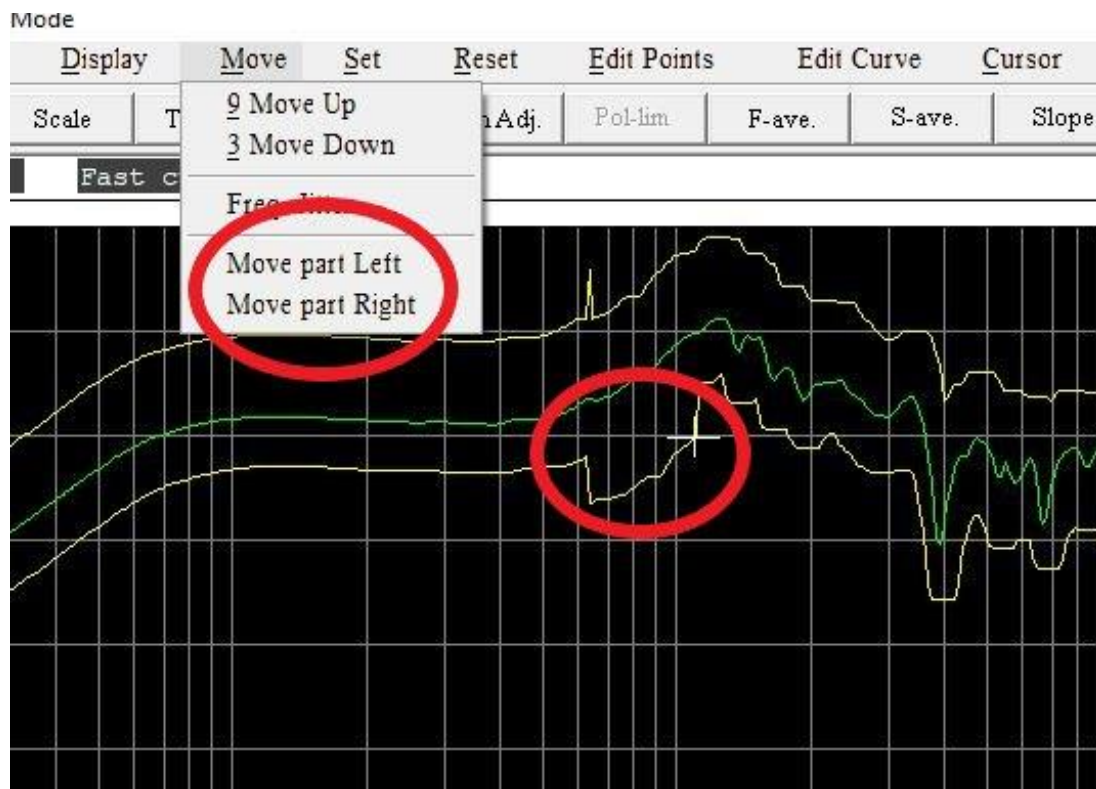 Mode
Display Move Set Reset Edit Points Edit Curve Cursor
Scale T Adj. Pol-lim F-ave. S-ave. Slope
9 Move Up
3 Move Down
Fast c
Freq.
Move part Left
Move part Right